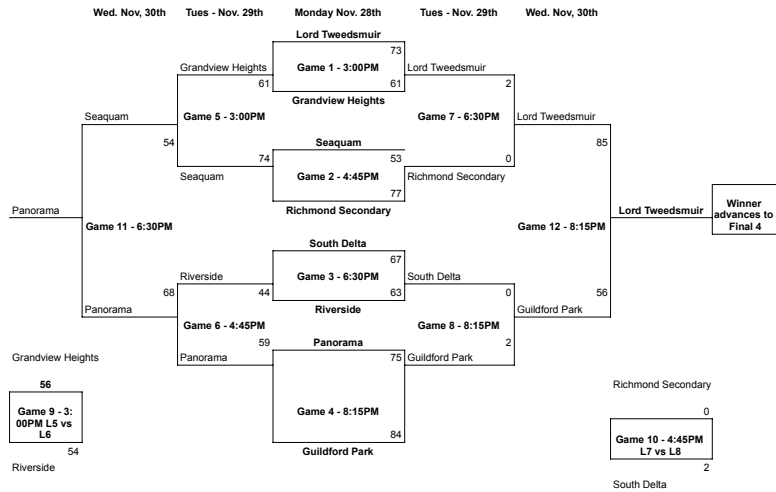 Wed. Nov, 30th Tues - Nov. 29th Monday Nov. 28th Tues - Nov. 29th Wed. Nov, 30th
Lord Tweedsmuir
73
Grandview Heights Game 1 - 3:00PM Lord Tweedsmuir
61 61 2
Grandview Heights
Seaquam Game 5 - 3:00PM Game 7 - 6:30PM Lord Tweedsmuir
54 Seaquam 85
74 53 0
Seaquam Game 2 - 4:45PM Richmond Secondary
77
Panorama Richmond Secondary Lord Tweedsmuir Winner
advances to
Final 4
Game 11 - 6:30PM Game 12 - 8:15PM
South Delta
67
Riverside Game 3 - 6:30PM South Delta
68 44 63 0 56
Panorama Riverside Guildford Park
Game 6 - 4:45PM Game 8 - 8:15PM
59 Panorama 2
Grandview Heights Panorama 75 Guildford Park
56 Richmond Secondary
Game 9 - 3:
00PM L5 vs
L6
Game 4 - 8:15PM 0
84 Game 10 - 4:45PM
L7 vs L8
54 Guildford Park 2
Riverside
South Delta